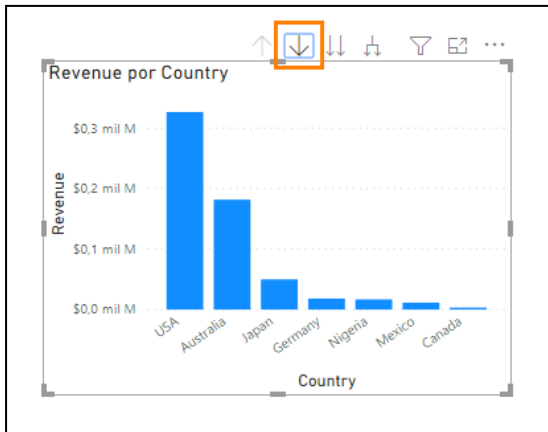 Revenue por Country
$0,3 mil M
$0,2 mil M
$0,1 mil M
$0,0 mil M
Revenue
USA
Australia
Japan
Germany
Nigeria
Mexico
Canada
Country